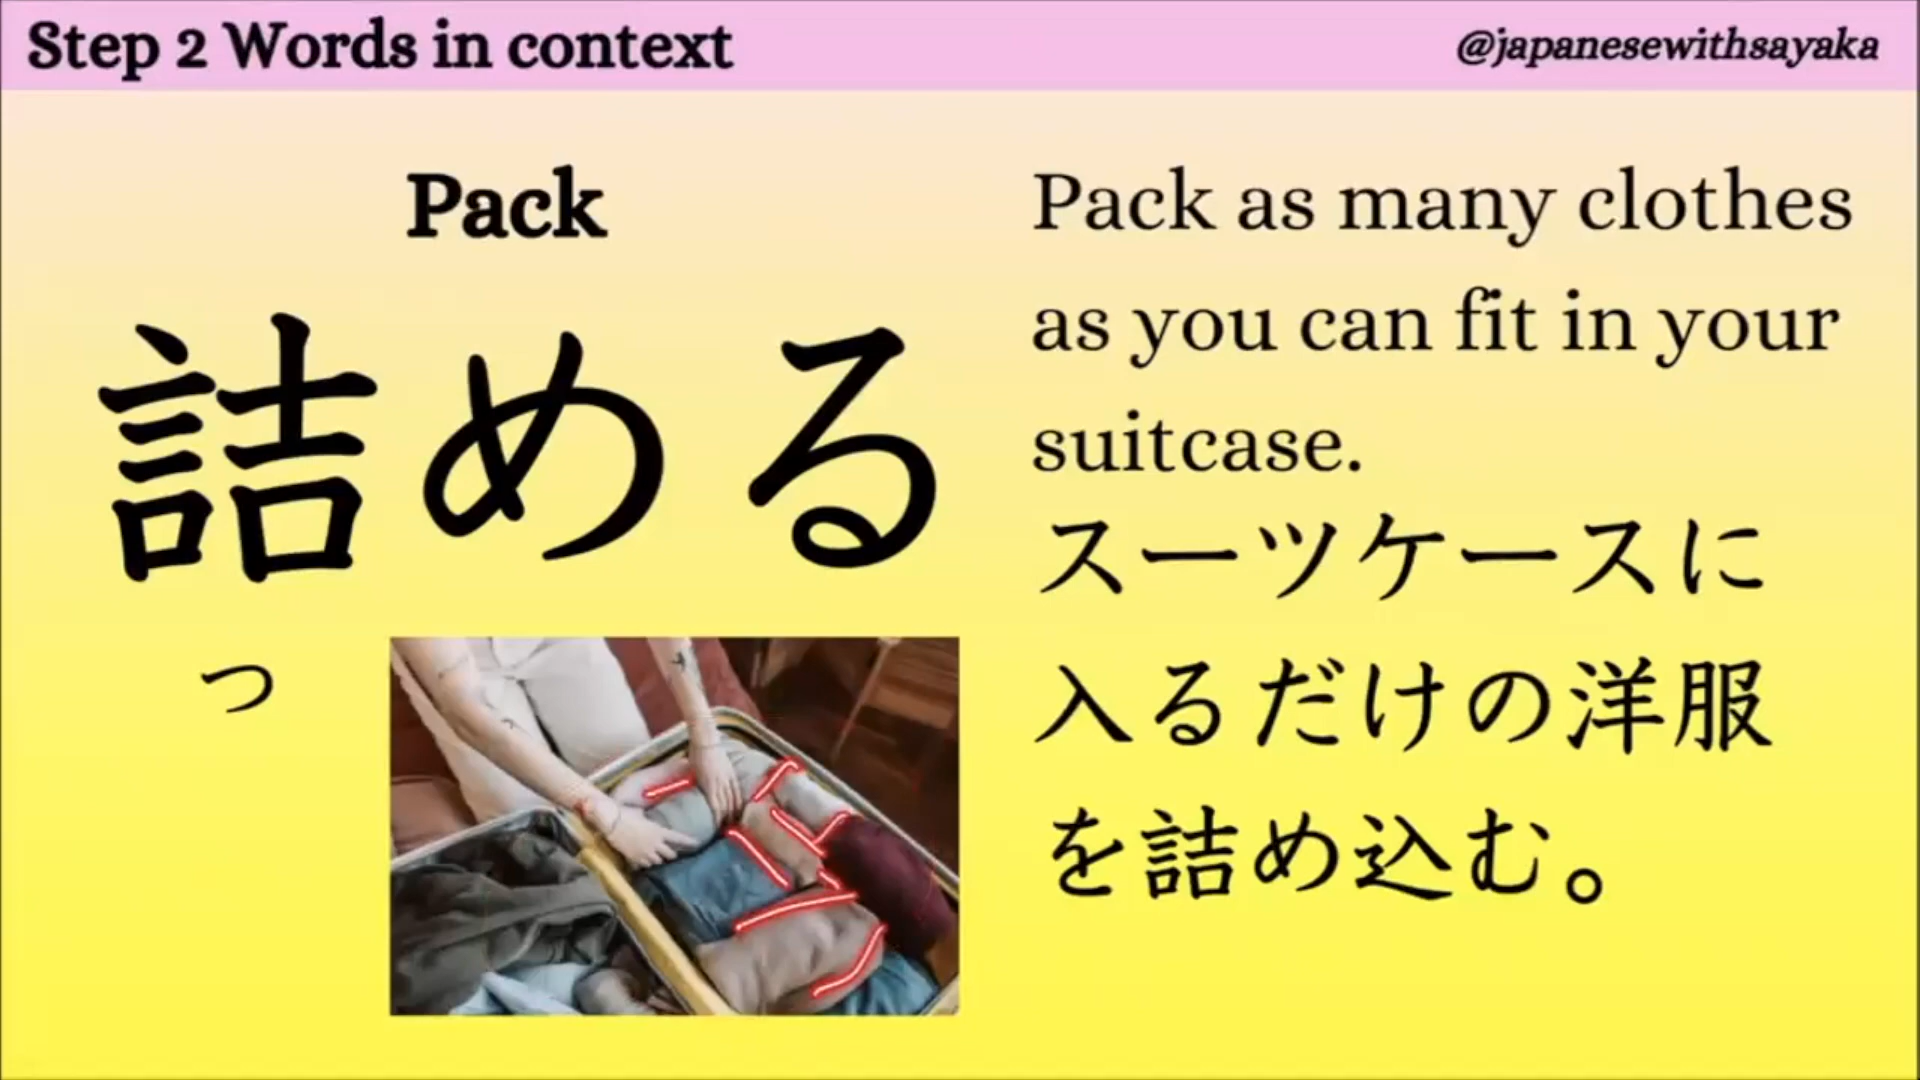 Step 2 Words in context
@japanesewithsayaka
Pack
詰める
つ
Pack as many clothes
as you can fit in your
suitcase.
スーツケースに
入るだけの洋服
を詰め込む。